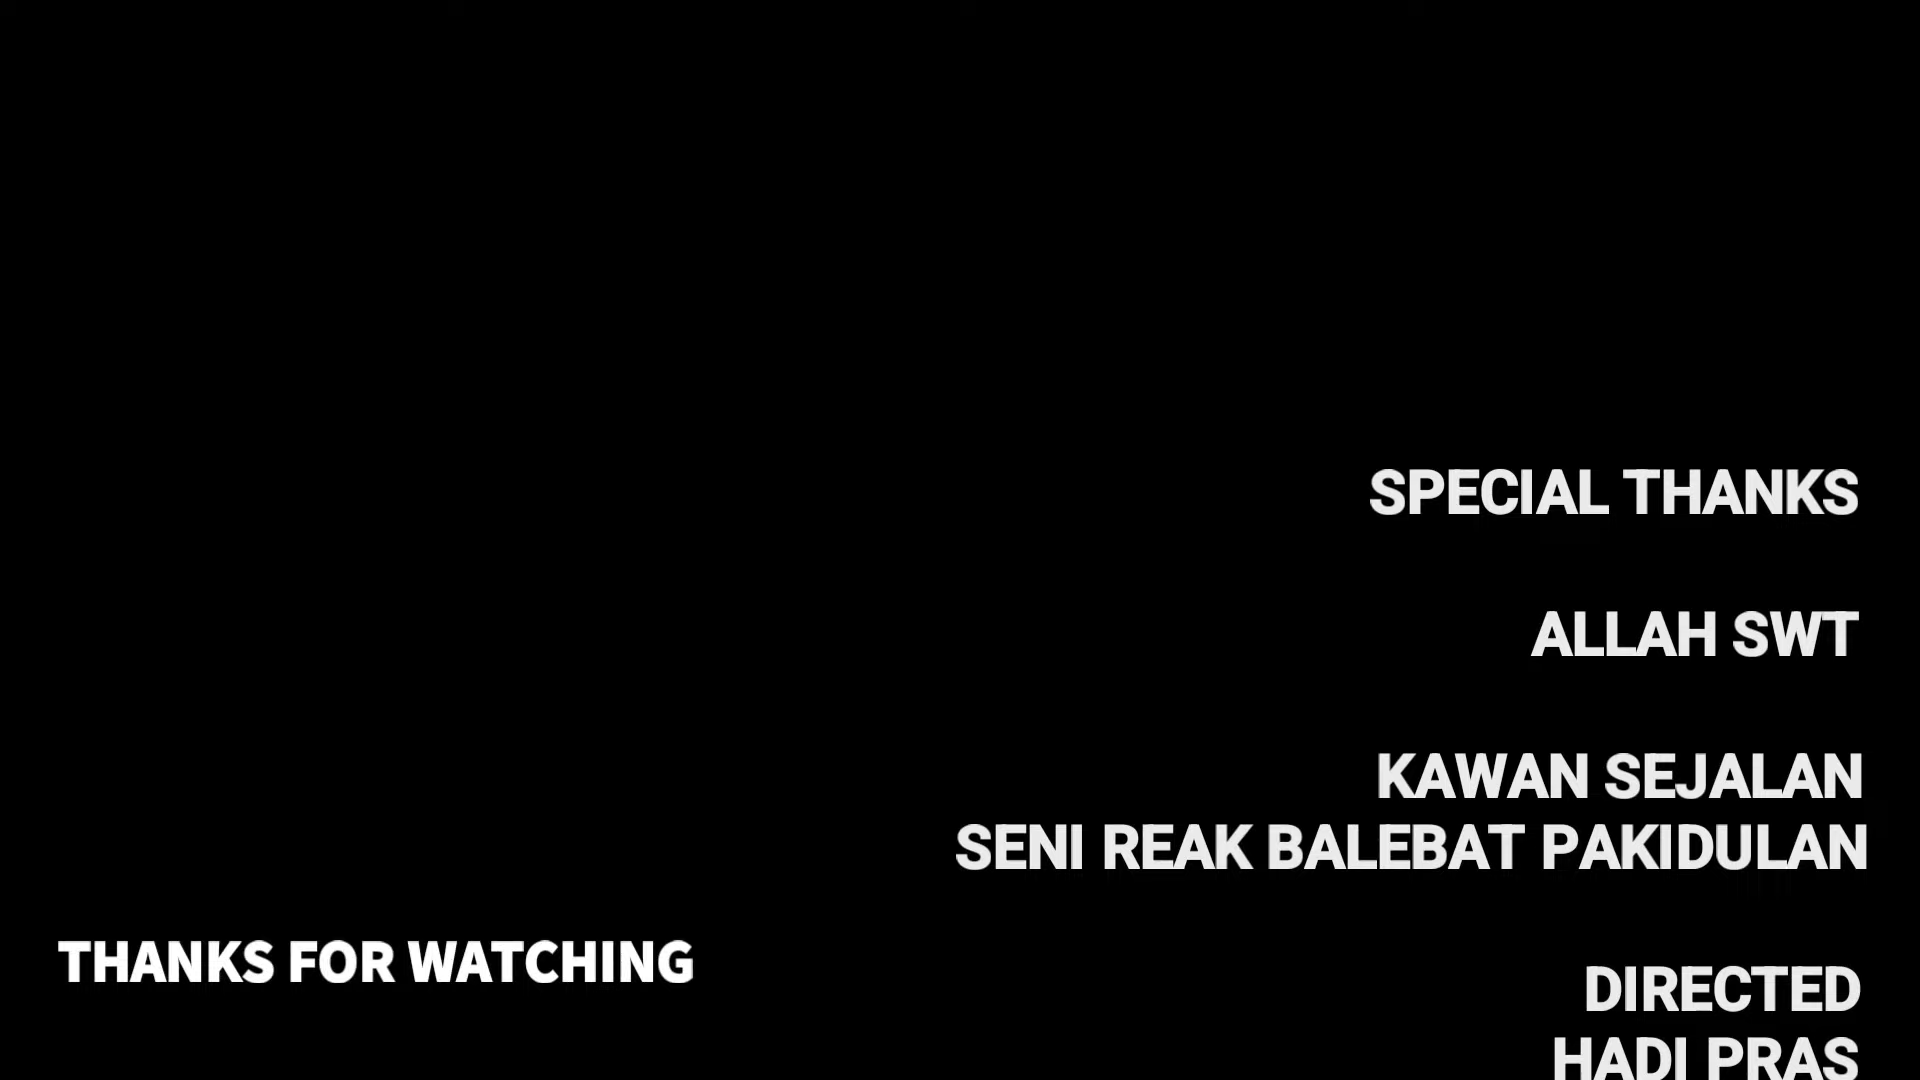 SPECIAL THANKS
ALLAH SWT
KAWAN SEJALAN
SENI REAK BALEBAT PAKIDULAN
THANKS FOR WATCHING
DIRECTED
HADI PRAS